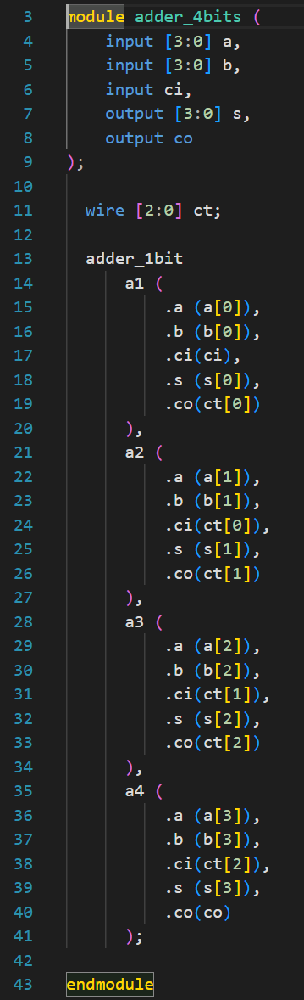 3 module adder_4bits (
4 input [3:0] a,
5 input [3:0] b,
6 input ci,
7 output [3:0] s,
8 output co
9 );
10
11 wire [2:0] ct;
12
13 adder_1bit
14 a1 (
15 .a (a[0]),
16 .b (b[0]),
17 .ci(ci),
18 .s (s[0]),
19 .co(ct[0])
20 ),
21 a2 (
22 .a (a[1]),
23 .b (b[1]),
24 .ci(ct[0]),
25 .s (s[1]),
26 .co(ct[1])
27 ),
28 a3 (
29 .a (a[2]),
30 .b (b[2]),
31 .ci(ct[1]),
32 .s (s[2]),
33 .co(ct[2])
34 ),
35 a4 (
36 .a (a[3]),
37 .b (b[3]),
38 .ci(ct[2]),
39 .s (s[3]),
40 .co(co)
41 );
42
43 endmodule